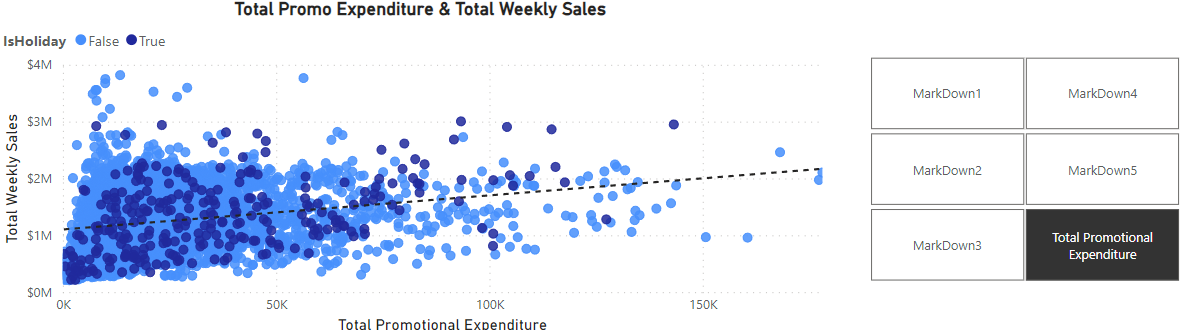 Total Promo Expenditure & Total Weekly Sales
IsHoliday False True
$4M
$3M
$2M
$1M
$0M
Total Weekly Sales
0K 50K 100K 150K
Total Promotional Expenditure
MarkDown1 MarkDown4
MarkDown2 MarkDown5
MarkDown3
Total Promotional
Expenditure